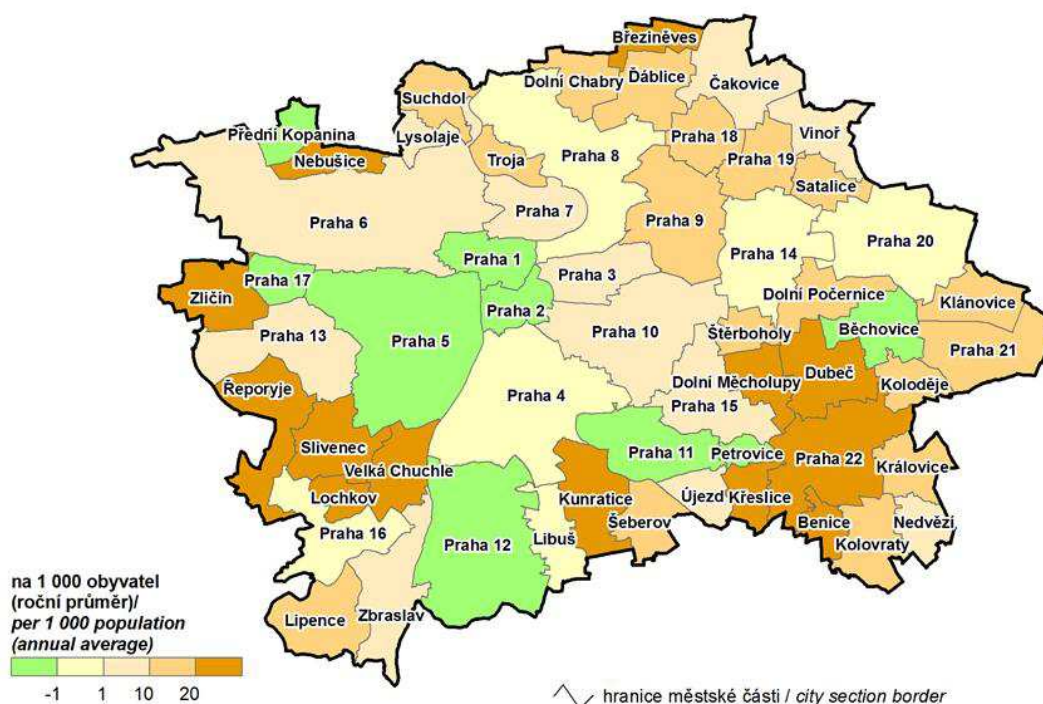 Březiněves
Dolní Chabry
Ďáblice
Čakovice
Suchdol
Přední Kopanina
Lysolaje
Praha 18
Vinoř
Nebušice
Troja
Praha 8
Praha 19
Satalice
Praha 6
Praha 7
Praha 9
Praha 14
Praha 20
Praha 1
Praha 3
Praha 17
Zličín
Praha 2
Dolní Počernice
Klánovice
Praha 13
Praha 5
Praha 10
Štěrboholy
Běchovice
Praha 21
Řeporyje
Dolní Měcholupy
Dubeč
Koloděje
Praha 4
Praha 15
Slivenec
Velká Chuchle
Praha 11
Petrovice
Praha 22
Královice
Lochkov
Kunratice
Újezd
Křeslice
Praha 16
Praha 12
Libuš
Šeberov
Benice
Nedvězí
Kolovraty
Lipence
Zbraslav
na 1 000 obyvatel
(roční průměr)/
per 1 000 population
(annual average)
-1 1 10 20
hranice městské části / city section border